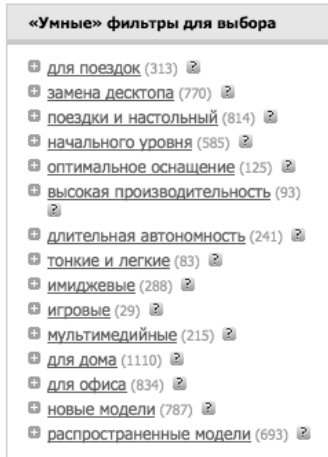 «Умные» фильтры для выбора
для поездок (313) ?
замена десктопа (770) ?
поездки и настольный (814) ?
начального уровня (585) ?
оптимальное оснащение (125) ?
высокая производительность (93)
?
длительная автономность (241) ?
тонкие и легкие (83) ?
имиджевые (288) ?
игровые (29) ?
мультимедийные (215) ?
для дома (1110) ?
для офиса (834) ?
новые модели (787) ?
распространенные модели (693) ?